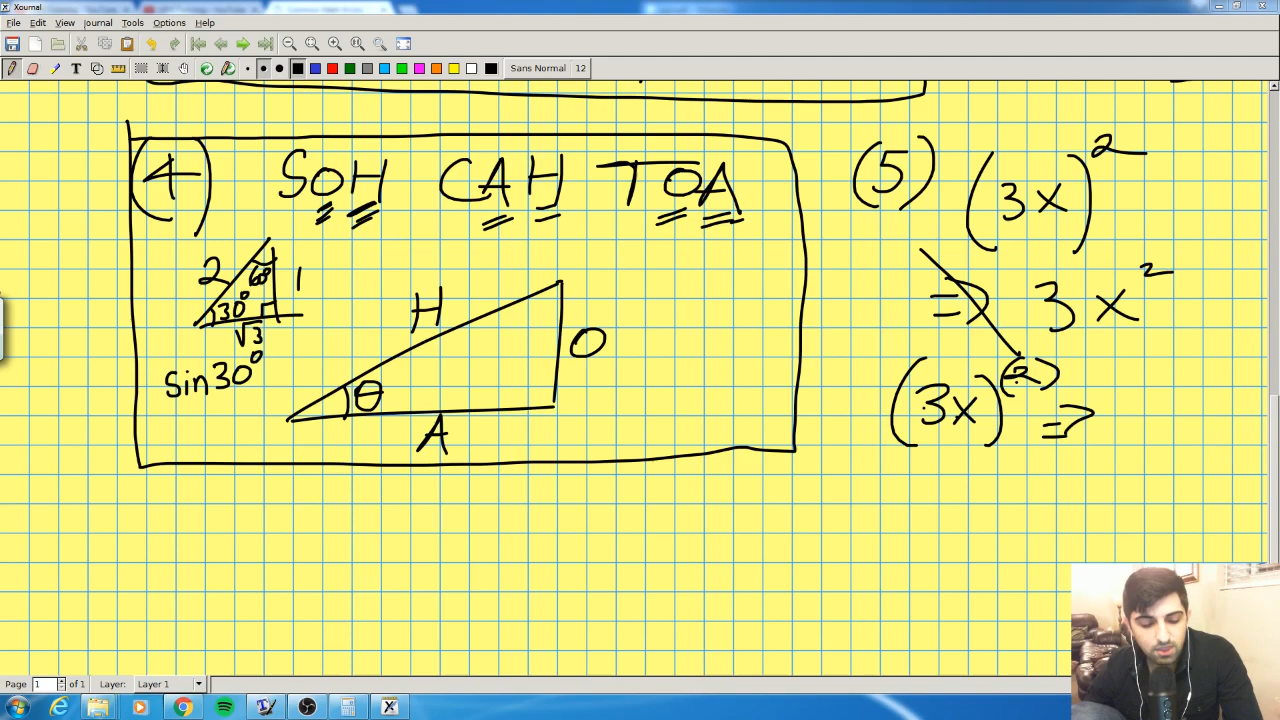 Xournal
File Edit View Journal Tools Options Help
Sans Normal 12
(4) SOH CAH TOA
2 60° 1
30°
√3
sin30°
H
O
θ
A
(5) (3x)²
=> 3x²
(3x)⁽²⁾ =>
Page 1 of 1 Layer: Layer 1